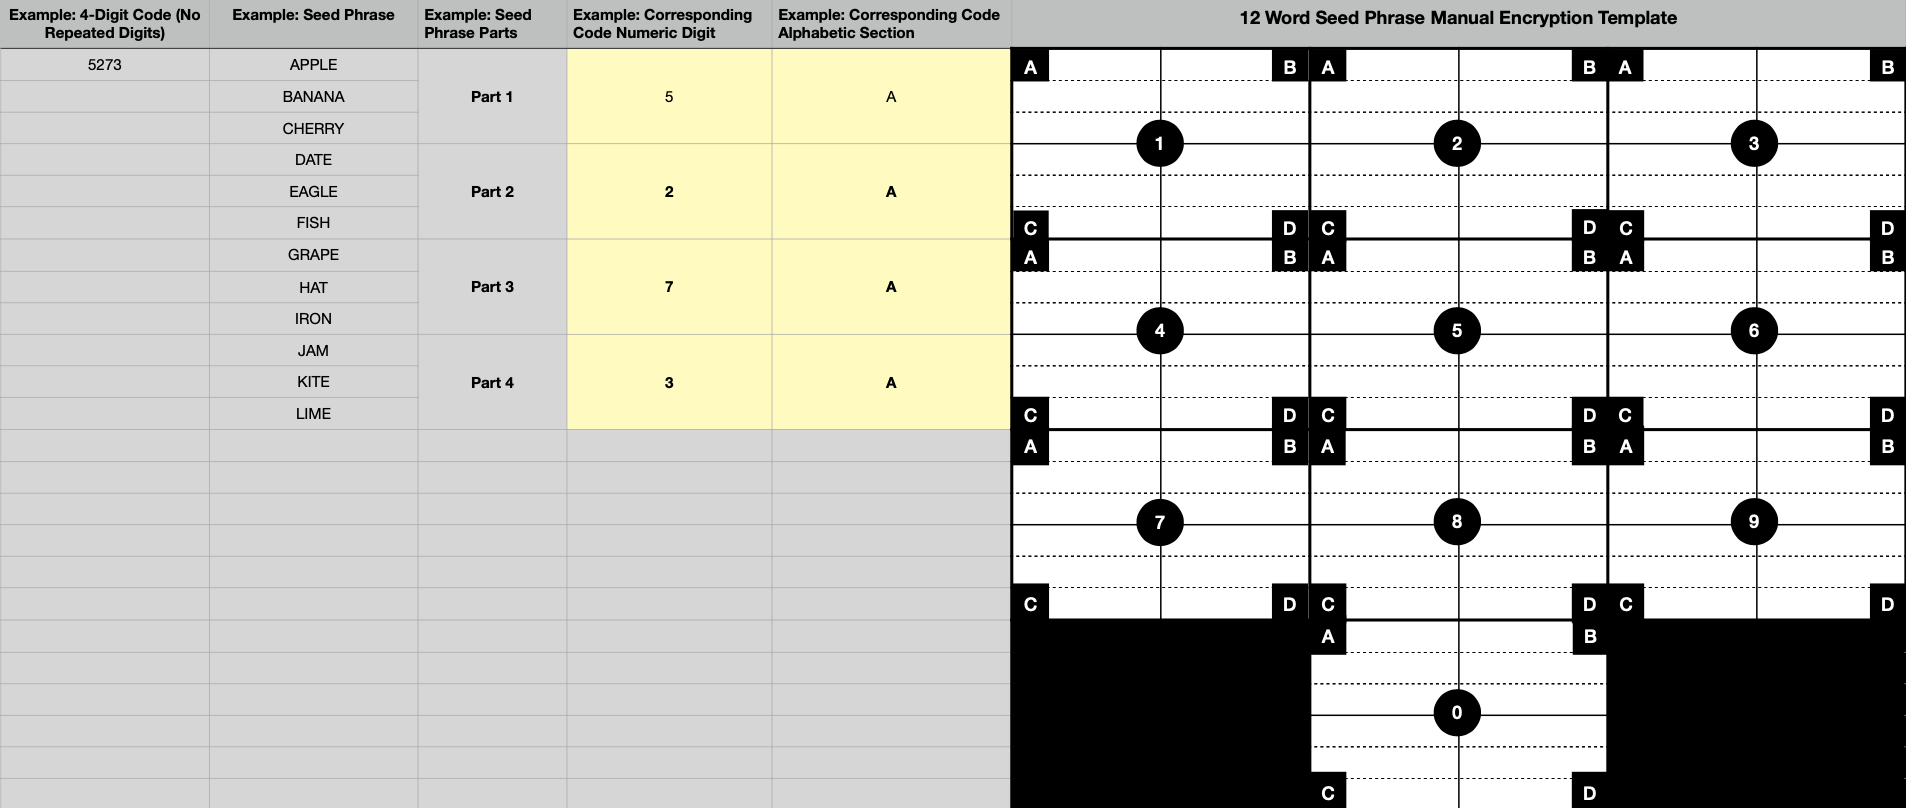 Example: 4-Digit Code (No
Repeated Digits)
Example: Seed Phrase
Example: Seed
Phrase Parts
Example: Corresponding
Code Numeric Digit
Example: Corresponding Code
Alphabetic Section
12 Word Seed Phrase Manual Encryption Template
5273
APPLE
BANANA
CHERRY
Part 1
5
A
DATE
EAGLE
FISH
Part 2
2
A
GRAPE
HAT
IRON
Part 3
7
A
JAM
KITE
LIME
Part 4
3
A
A B A B A B
1 2 3
C D C D C D
A B A B A B
4 5 6
C D C D C D
A B A B A B
7 8 9
C D C D C D
A B
0
C D